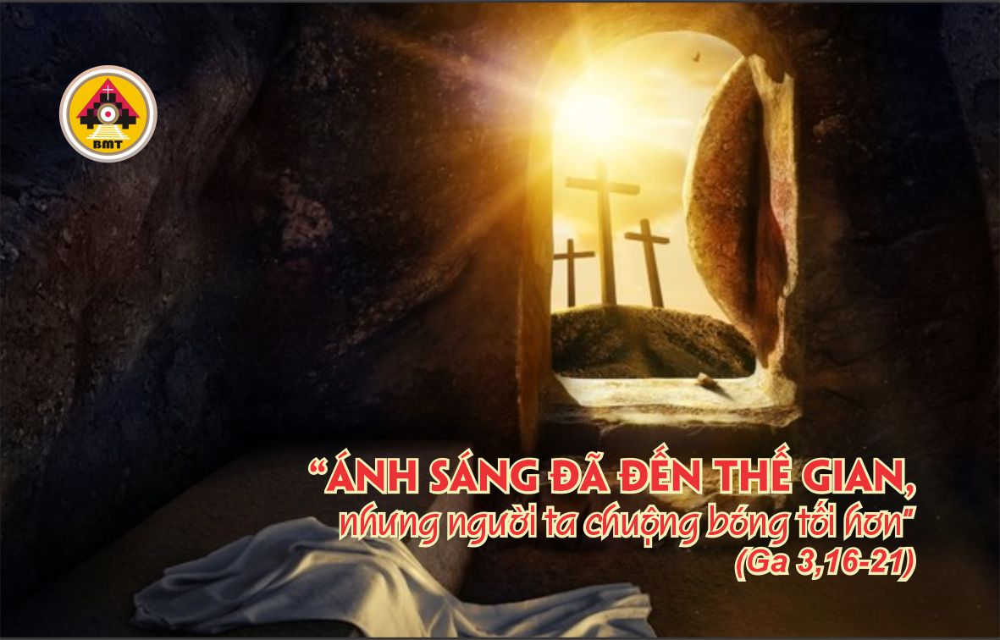 BMT
“ÁNH SÁNG ĐÃ ĐẾN THẾ GIAN,
nhưng người ta chuộng bóng tối hơn"
(Ga 3,16-21)